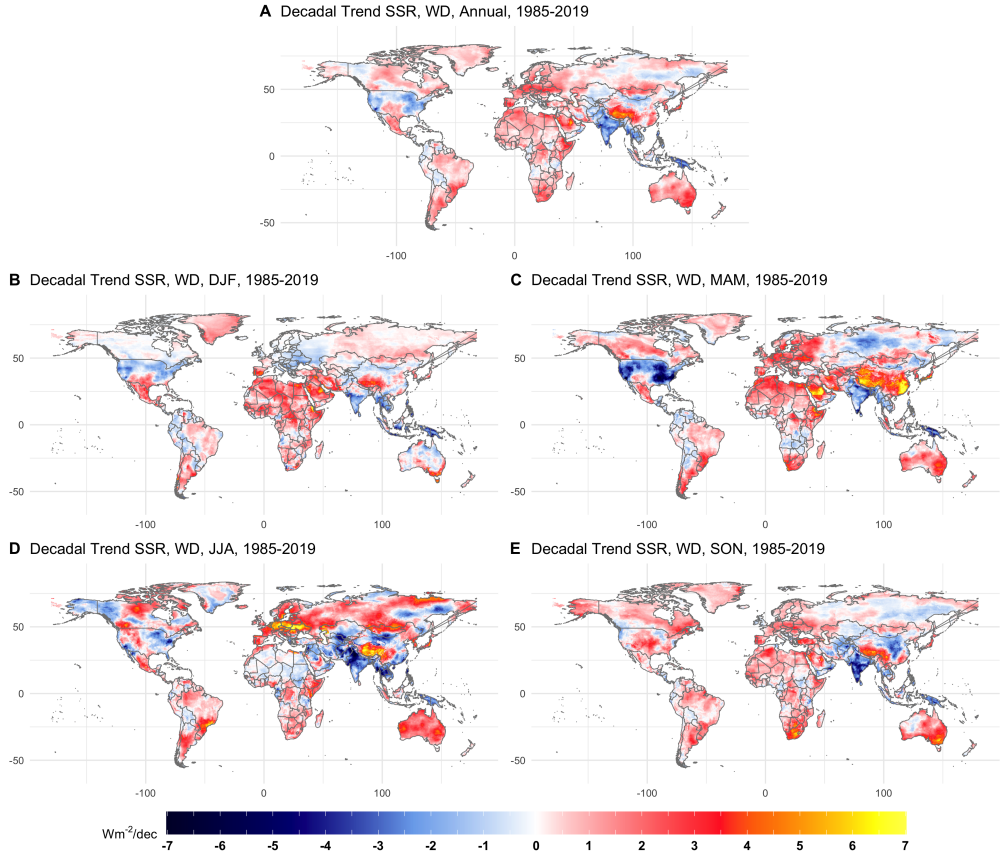 A Decadal Trend SSR, WD, Annual, 1985-2019
50
0
-50
-100 0 100
B Decadal Trend SSR, WD, DJF, 1985-2019
50
0
-50
-100 0 100
C Decadal Trend SSR, WD, MAM, 1985-2019
50
0
-50
-100 0 100
D Decadal Trend SSR, WD, JJA, 1985-2019
50
0
-50
-100 0 100
E Decadal Trend SSR, WD, SON, 1985-2019
50
0
-50
-100 0 100
Wm⁻²/dec
-7 -6 -5 -4 -3 -2 -1 0 1 2 3 4 5 6 7